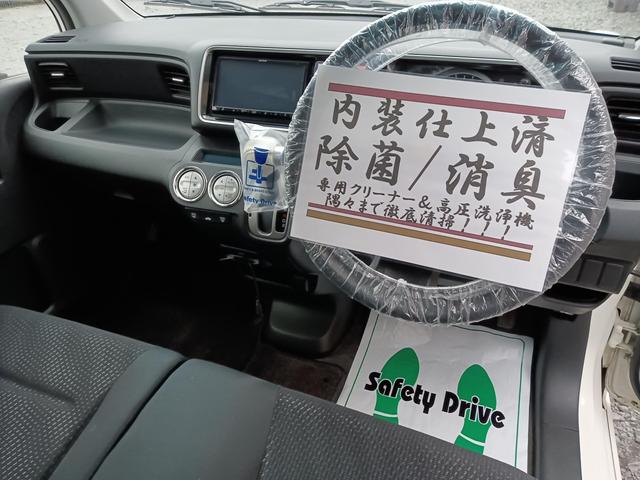 内装仕上済
除菌/消臭
専用クリーナー&高圧洗浄機
隅々まで徹底清掃!!!
Safety Drive
Safety Drive